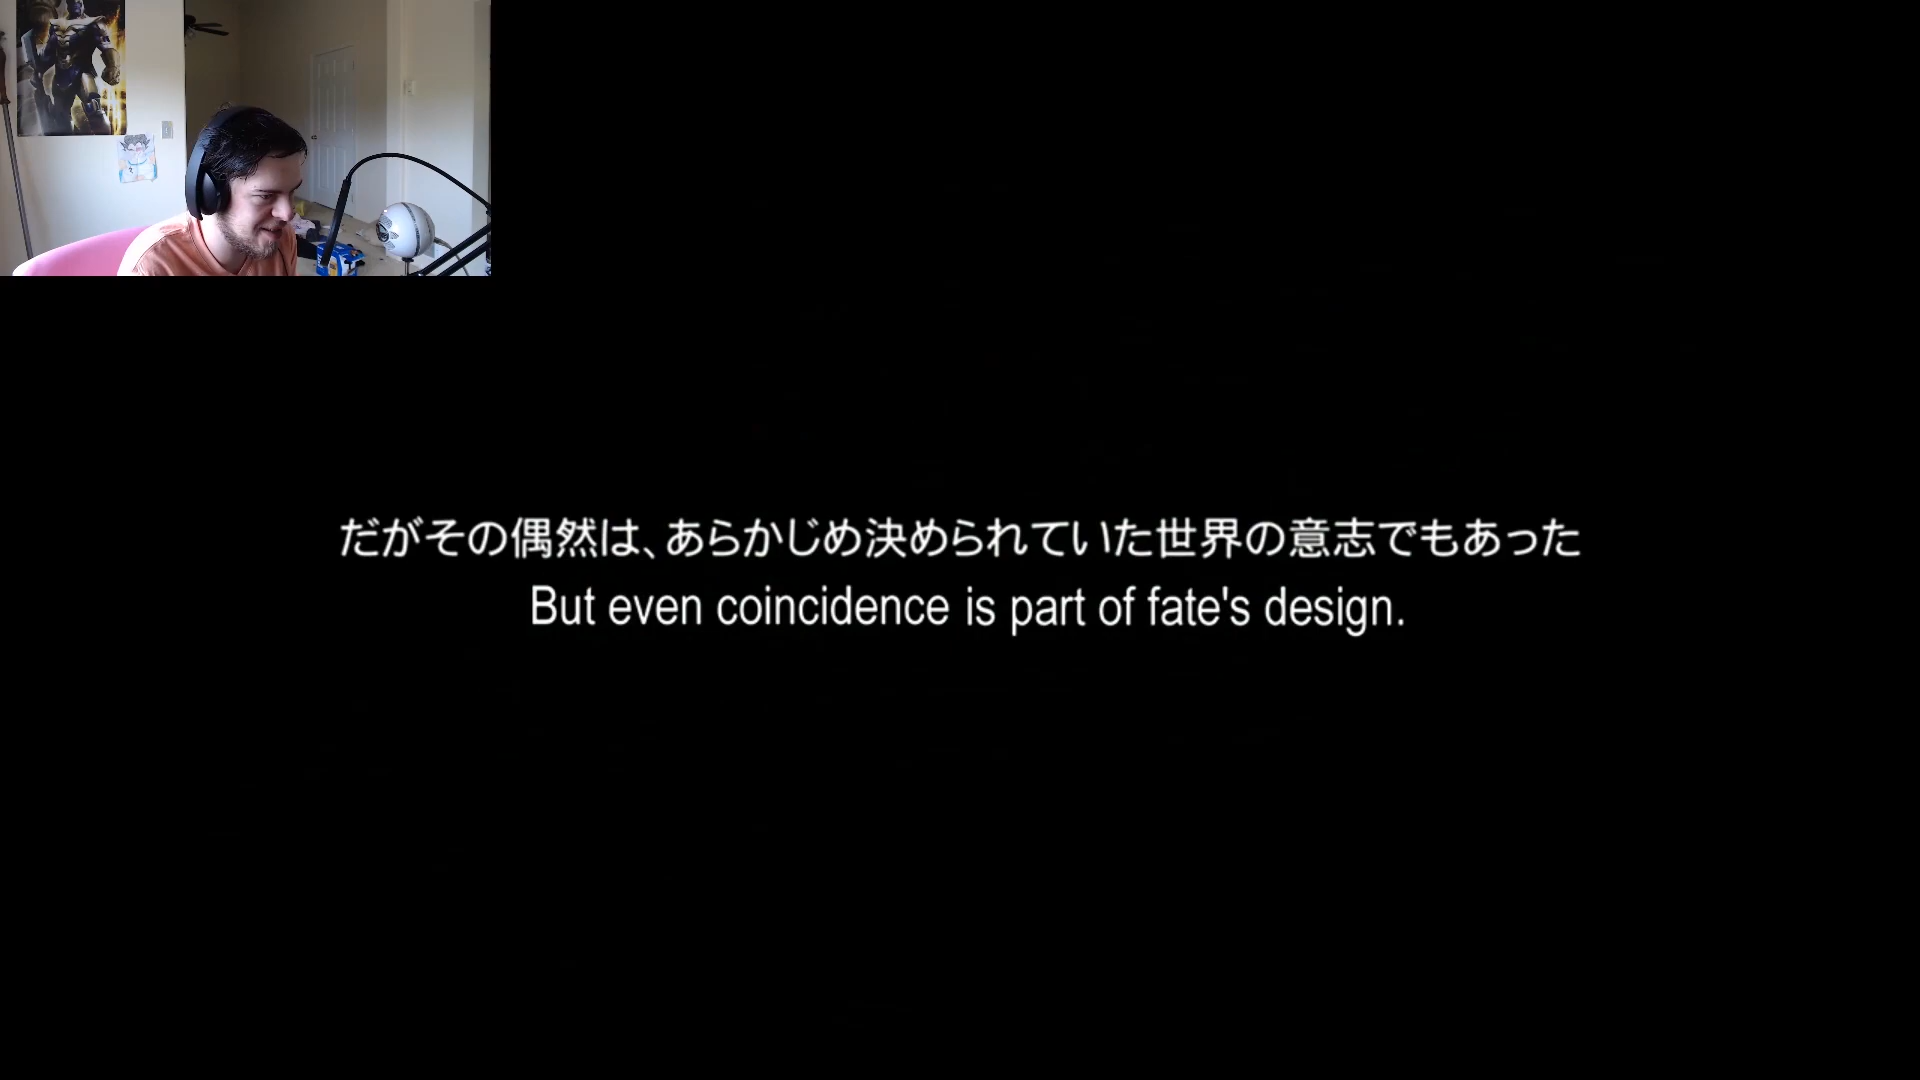 だがその偶然は、あらかじめ決められていた世界の意志でもあった
But even coincidence is part of fate's design.